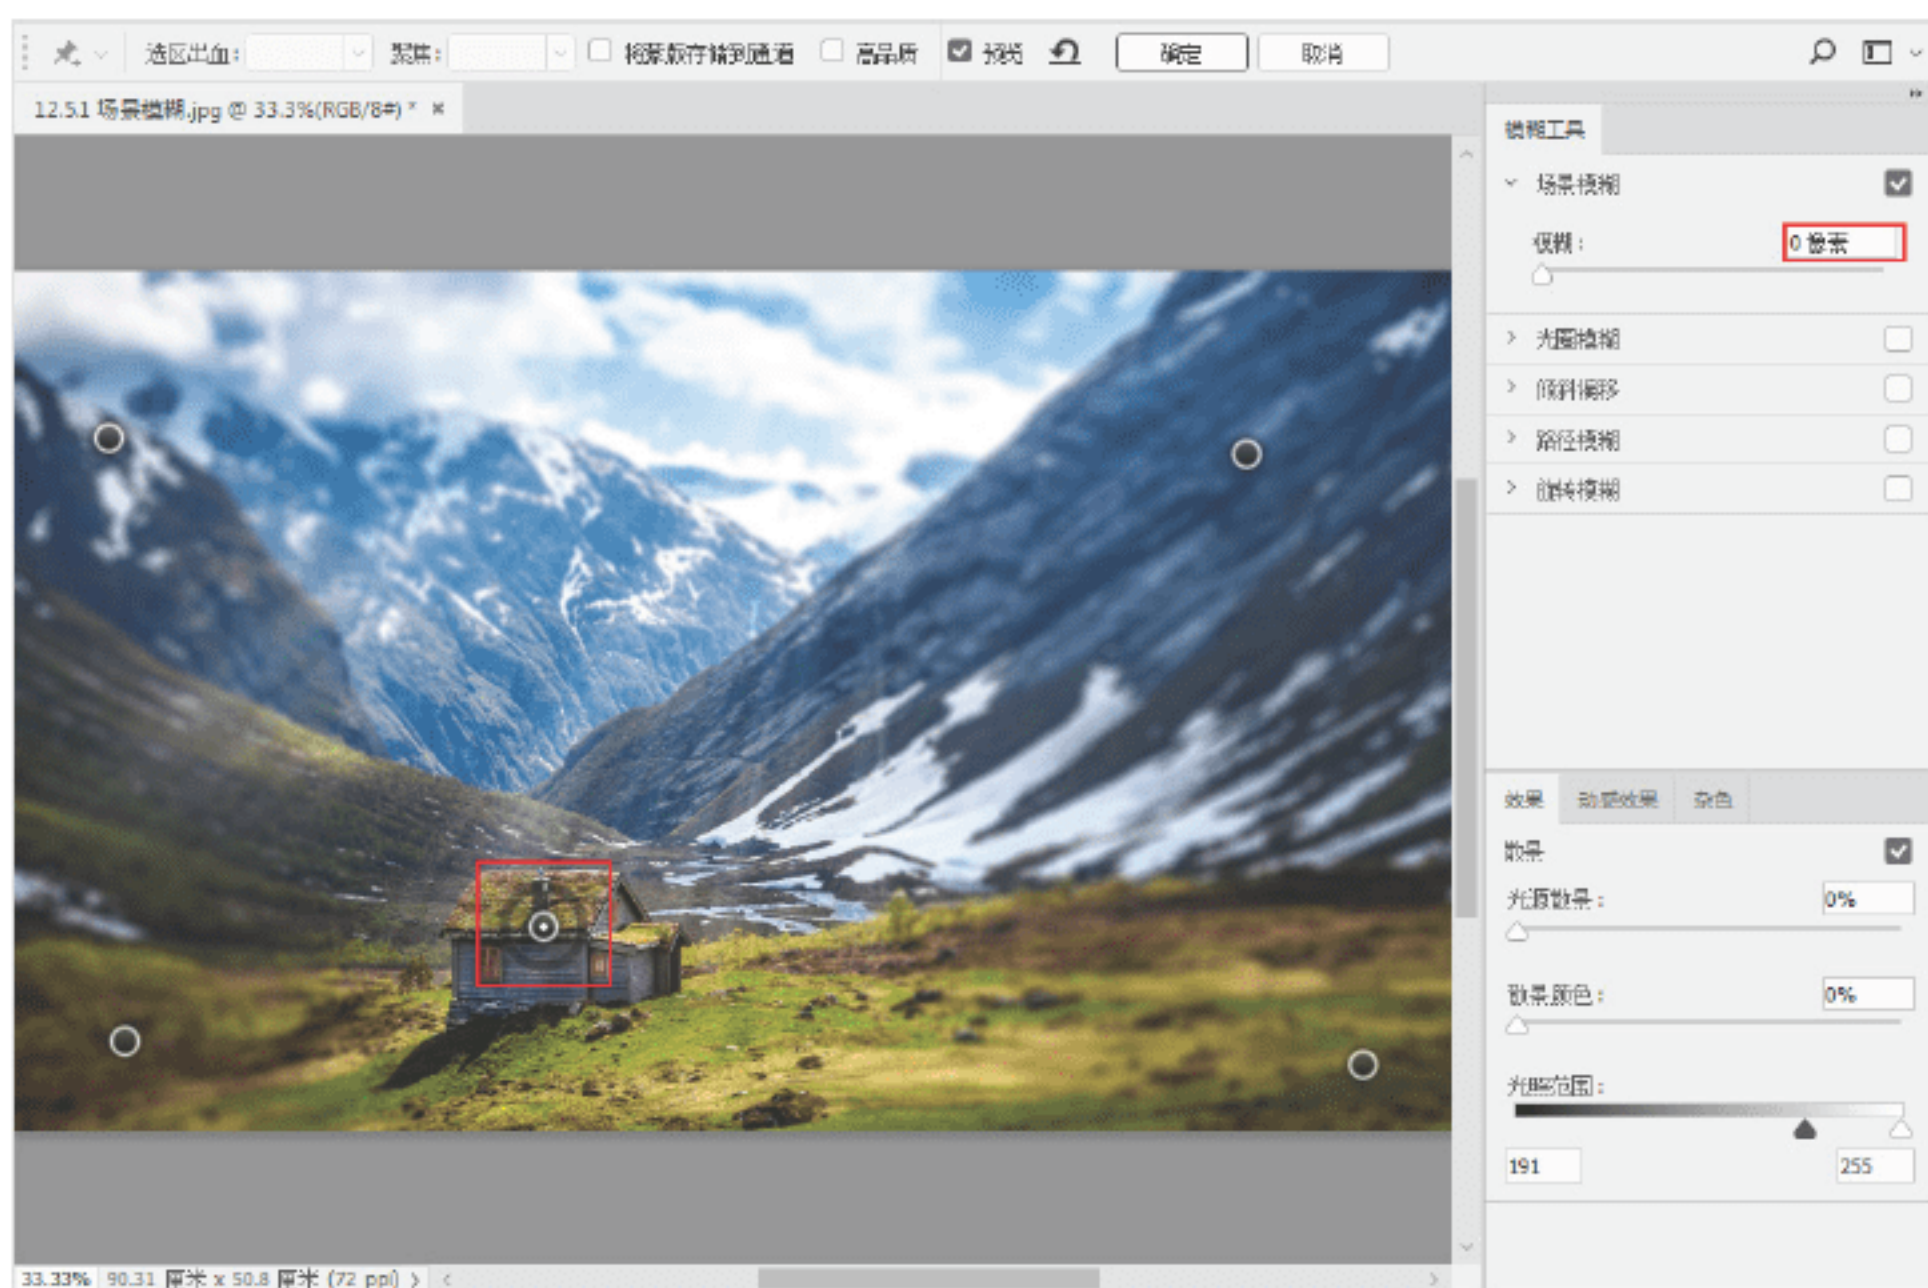 选区出血: 聚焦: 将蒙版存储到通道 高品质 预览 确定 取消
12.5.1 场景模糊.jpg @ 33.3%(RGB/8#) *
模糊工具
场景模糊
模糊: 0 像素
光圈模糊
倾斜偏移
路径模糊
旋转模糊
效果 动感效果 杂色
散景
光源散景: 0%
散景颜色: 0%
光照范围:
191 255
33.33% 90.31 厘米 x 50.8 厘米 (72 ppi)